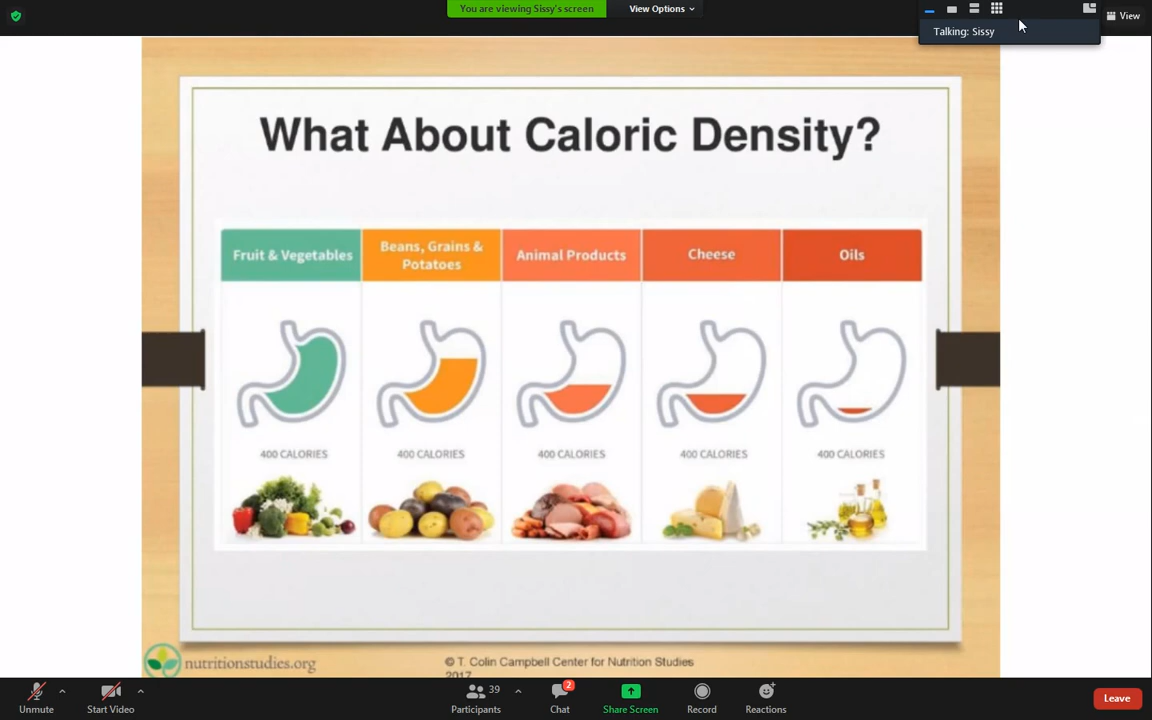 You are viewing Sissy's screen
View Options
View
Talking: Sissy
What About Caloric Density?
Fruit & Vegetables
Beans, Grains &
Potatoes
Animal Products
Cheese
Oils
400 CALORIES
400 CALORIES
400 CALORIES
400 CALORIES
400 CALORIES
nutritionstudies.org
© T. Colin Campbell Center for Nutrition Studies
2017
Unmute
Start Video
39
Participants
2
Chat
Share Screen
Record
Reactions
Leave